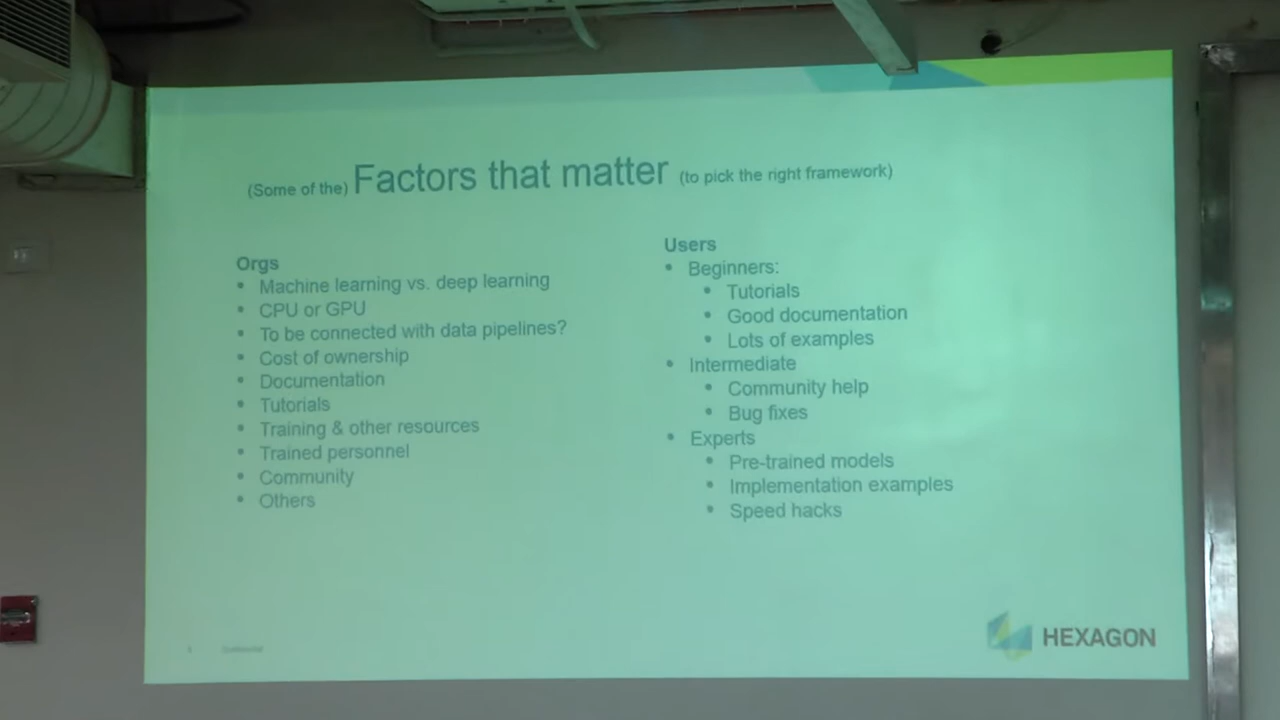 (Some of the) Factors that matter (to pick the right framework)
Orgs
• Machine learning vs. deep learning
• CPU or GPU
• To be connected with data pipelines?
• Cost of ownership
• Documentation
• Tutorials
• Training & other resources
• Trained personnel
• Community
• Others
Users
• Beginners:
• Tutorials
• Good documentation
• Lots of examples
• Intermediate
• Community help
• Bug fixes
• Experts
• Pre-trained models
• Implementation examples
• Speed hacks
HEXAGON